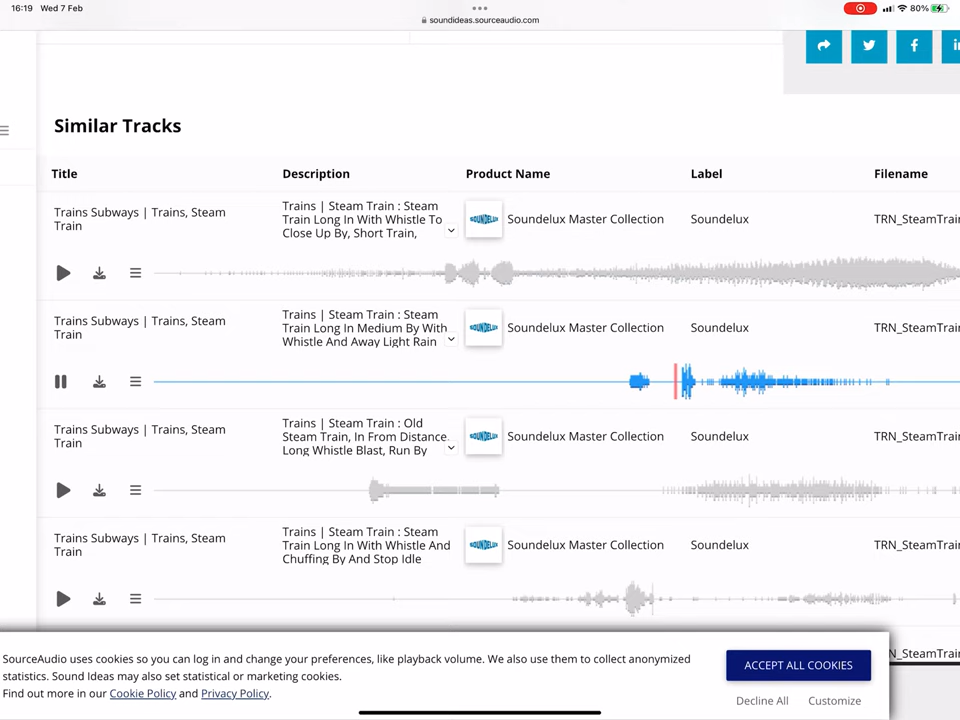 16:19 Wed 7 Feb
80%
soundideas.sourceaudio.com
Similar Tracks
Title Description Product Name Label Filename
Trains Subways | Trains, Steam Train
Trains | Steam Train : Steam
Train Long In With Whistle To
Close Up By, Short Train,
SOUNDELUX
Soundelux Master Collection
Soundelux
TRN_SteamTrai
Trains Subways | Trains, Steam Train
Trains | Steam Train : Steam
Train Long In Medium By With
Whistle And Away Light Rain
SOUNDELUX
Soundelux Master Collection
Soundelux
TRN_SteamTrai
Trains Subways | Trains, Steam Train
Trains | Steam Train : Old
Steam Train, In From Distance.
Long Whistle Blast, Run By
SOUNDELUX
Soundelux Master Collection
Soundelux
TRN_SteamTrai
Trains Subways | Trains, Steam Train
Trains | Steam Train : Steam
Train Long In With Whistle And
Chuffing By And Stop Idle
SOUNDELUX
Soundelux Master Collection
Soundelux
TRN_SteamTrai
N_SteamTrai
SourceAudio uses cookies so you can log in and change your preferences, like playback volume. We also use them to collect anonymized
statistics. Sound Ideas may also set statistical or marketing cookies.
Find out more in our Cookie Policy and Privacy Policy.
ACCEPT ALL COOKIES
Decline All Customize